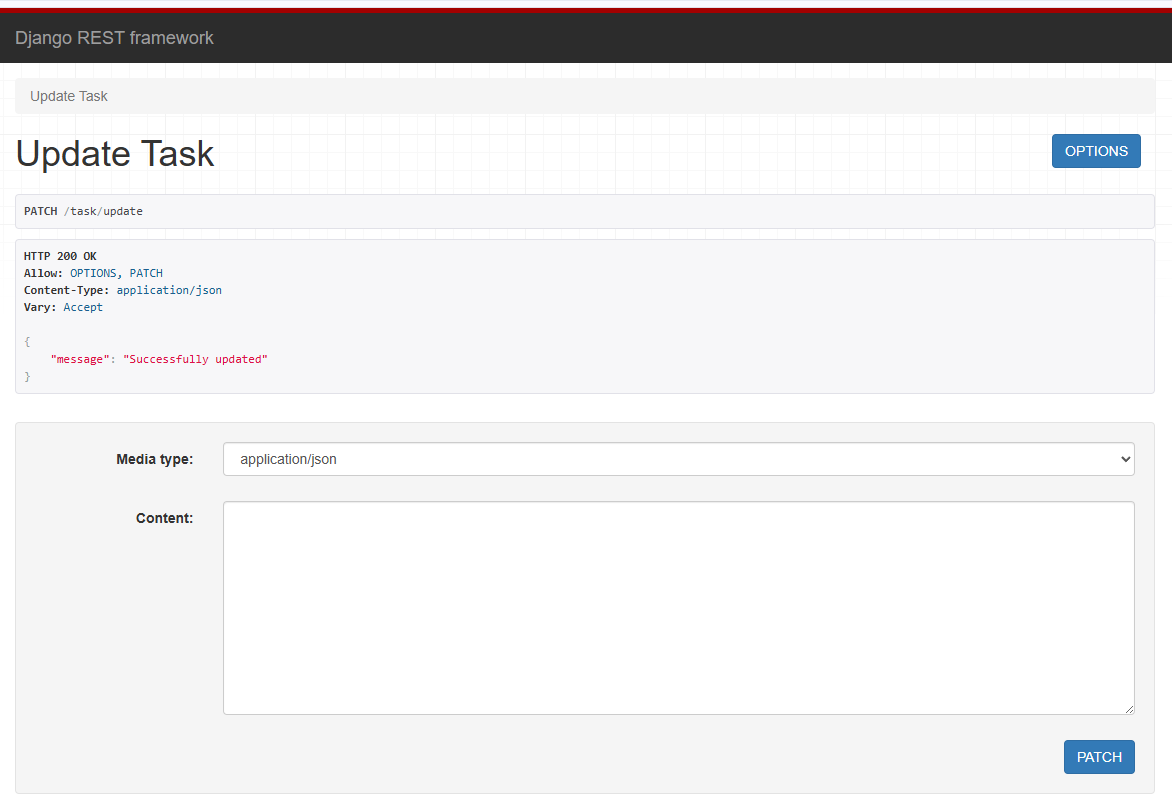 Django REST framework
Update Task
Update Task
OPTIONS
PATCH /task/update
HTTP 200 OK
Allow: OPTIONS, PATCH
Content-Type: application/json
Vary: Accept
{
    "message": "Successfully updated"
}
Media type:
application/json
Content:
PATCH